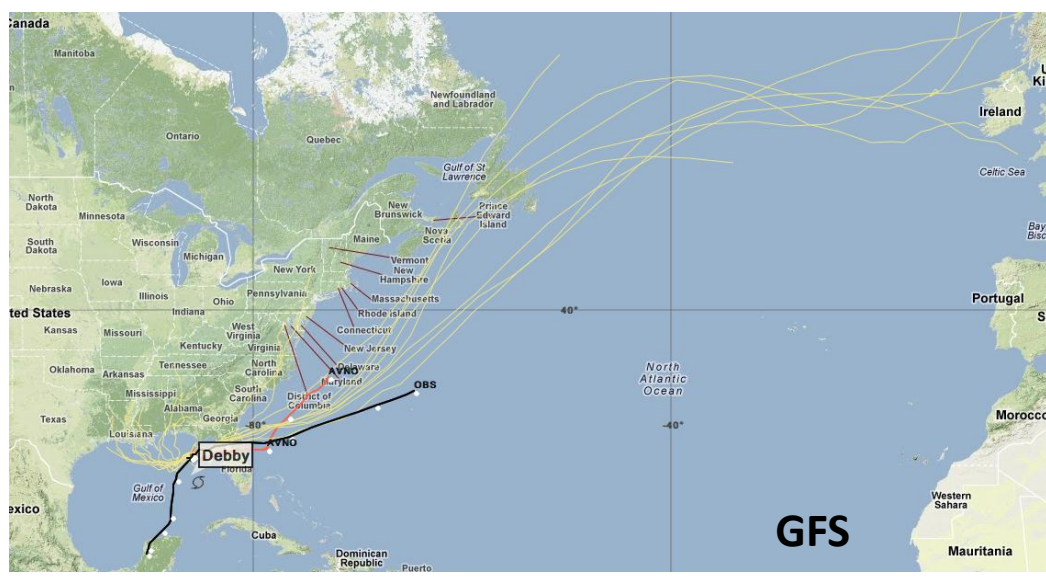 Canada
Manitoba
Newfoundland
and Labrador
Ireland
Ontario
Quebec
Celtic Sea
Gulf of St
Lawrence
North
Dakota
Minnesota
New
Brunswick
Prince
Edward
Island
Maine
Nova
Scotia
South
Dakota
Wisconsin
Michigan
Vermont
New York
New
Hampshire
Nebraska
Iowa
Massachusetts
Pennsylvania
Illinois
Ohio
Rhode Island
Portugal
ted States
Indiana
40°
Kansas
Missouri
West
Virginia
Connecticut
Kentucky
Virginia
New Jersey
Oklahoma
Arkansas
Tennessee
North
Carolina
AVNO
Delaware
Maryland
North
Atlantic
Ocean
OBS
Mississippi
South
Carolina
District of
Columbia
Alabama
Georgia
Texas
-80°
-40°
Morocco
Louisiana
AVNO
Debby
Florida
Gulf of
Mexico
Western
Sahara
exico
Cuba
GFS
Dominican
Republic
Puerto
Mauritania